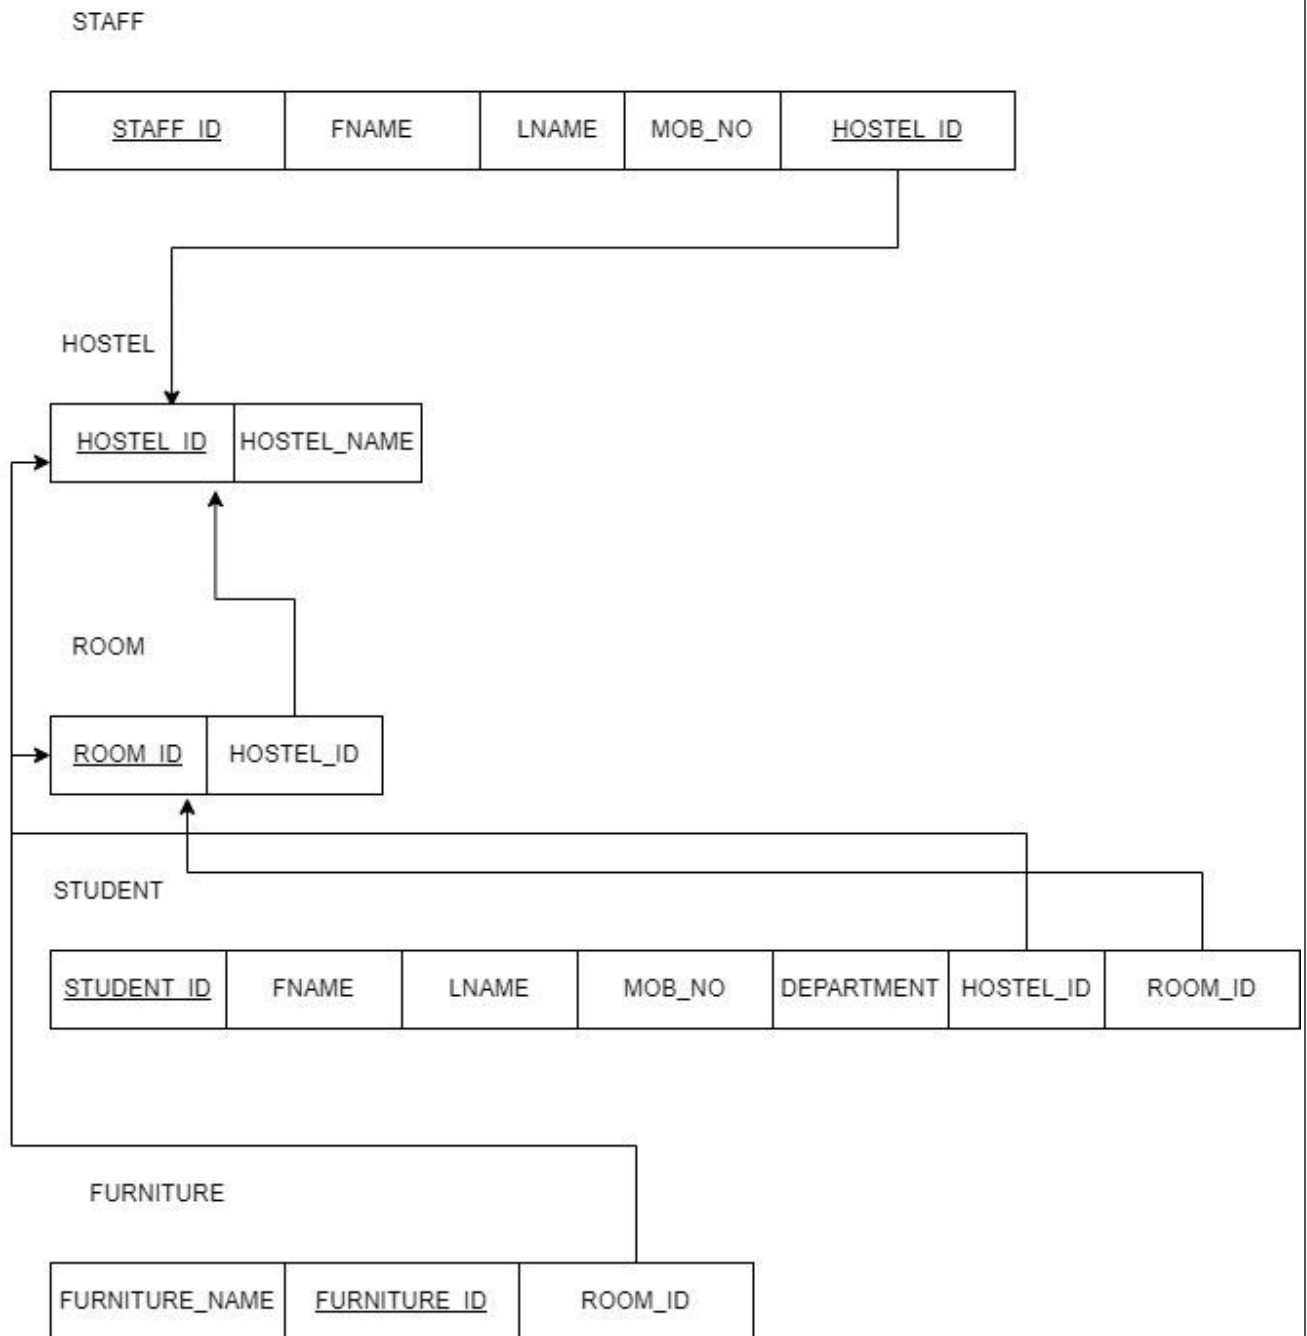 STAFF
STAFF_ID FNAME LNAME MOB_NO HOSTEL_ID
HOSTEL
HOSTEL_ID HOSTEL_NAME
ROOM
ROOM_ID HOSTEL_ID
STUDENT
STUDENT_ID FNAME LNAME MOB_NO DEPARTMENT HOSTEL_ID ROOM_ID
FURNITURE
FURNITURE_NAME FURNITURE_ID ROOM_ID